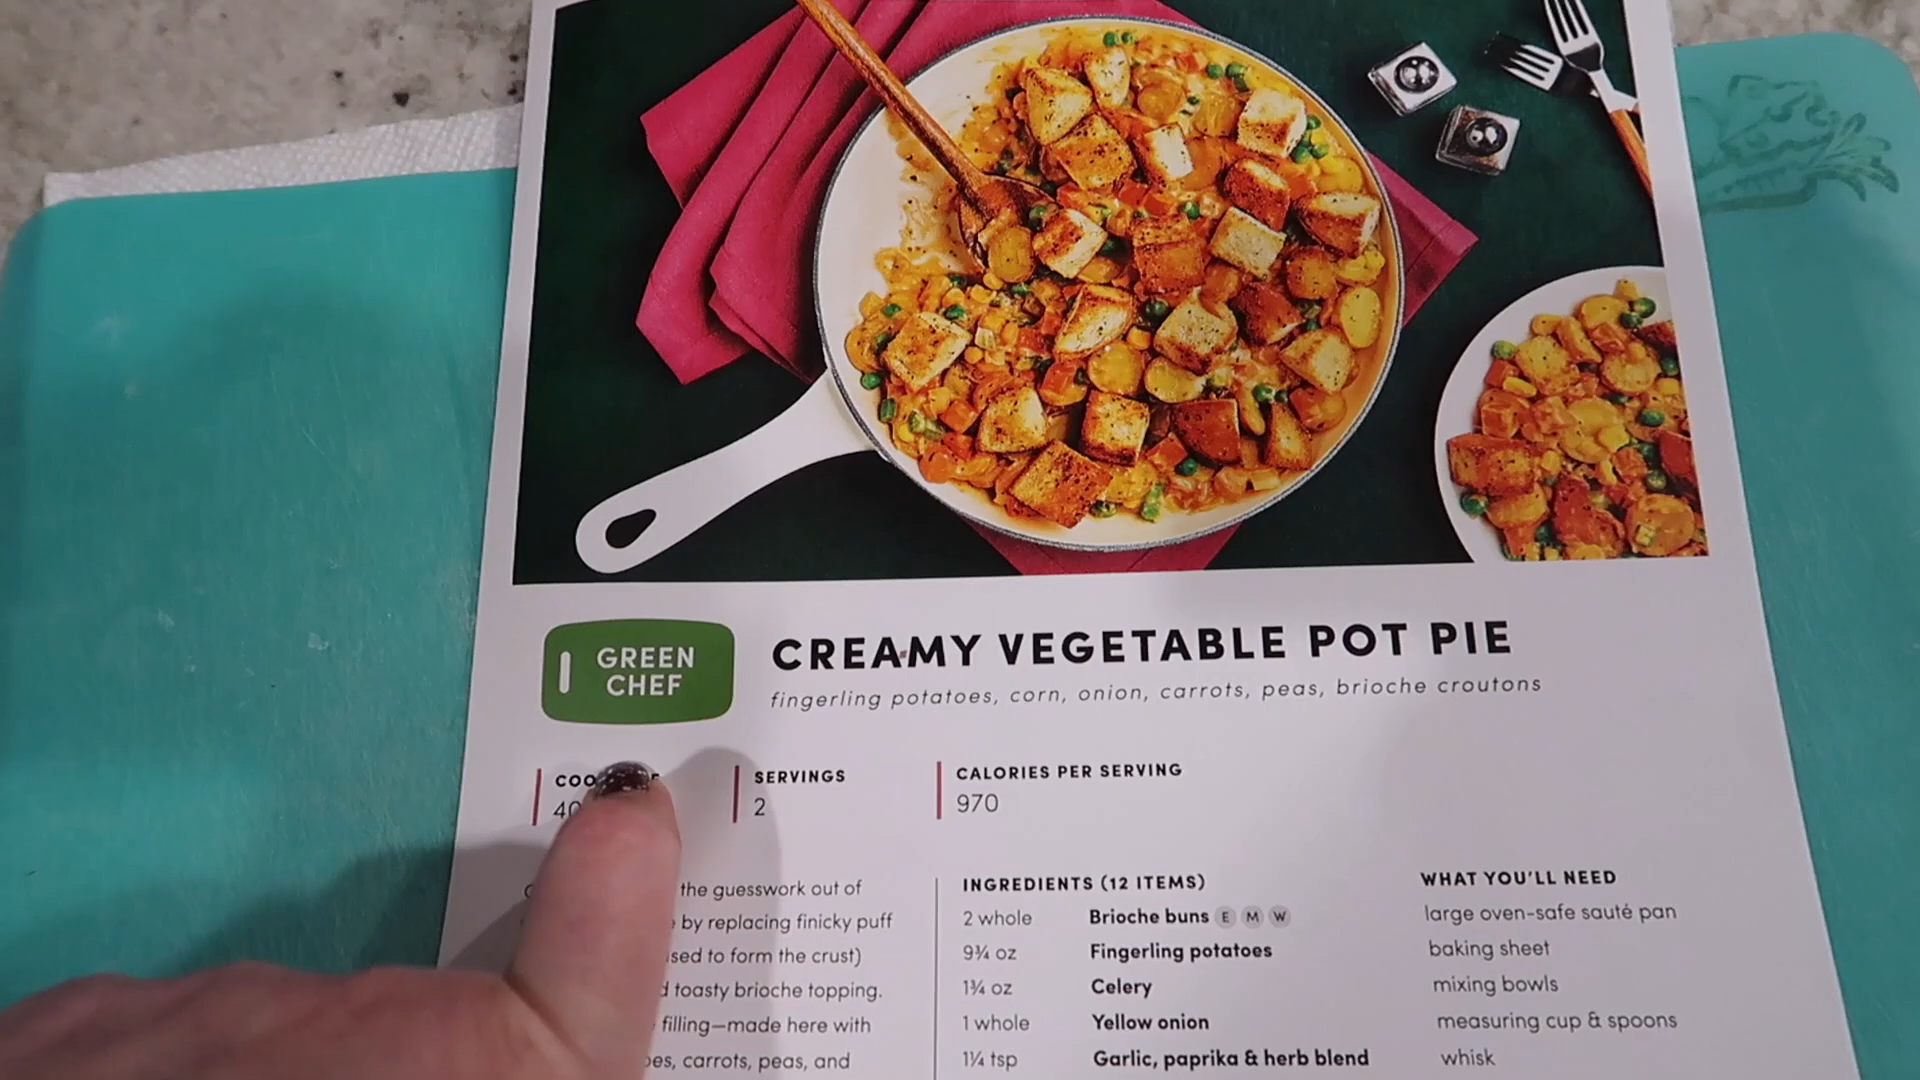 GREEN
CHEF
CREAMY VEGETABLE POT PIE
fingerling potatoes, corn, onion, carrots, peas, brioche croutons
SERVINGS
2
CALORIES PER SERVING
970
the guesswork out of
by replacing finicky puff
to form the crust)
toasty brioche topping.
filling—made here with
carrots, peas, and
INGREDIENTS (12 ITEMS)
2 whole Brioche buns E M W
9¾ oz Fingerling potatoes
1¾ oz Celery
1 whole Yellow onion
1¼ tsp Garlic, paprika & herb blend
WHAT YOU'LL NEED
large oven-safe sauté pan
baking sheet
mixing bowls
measuring cup & spoons
whisk